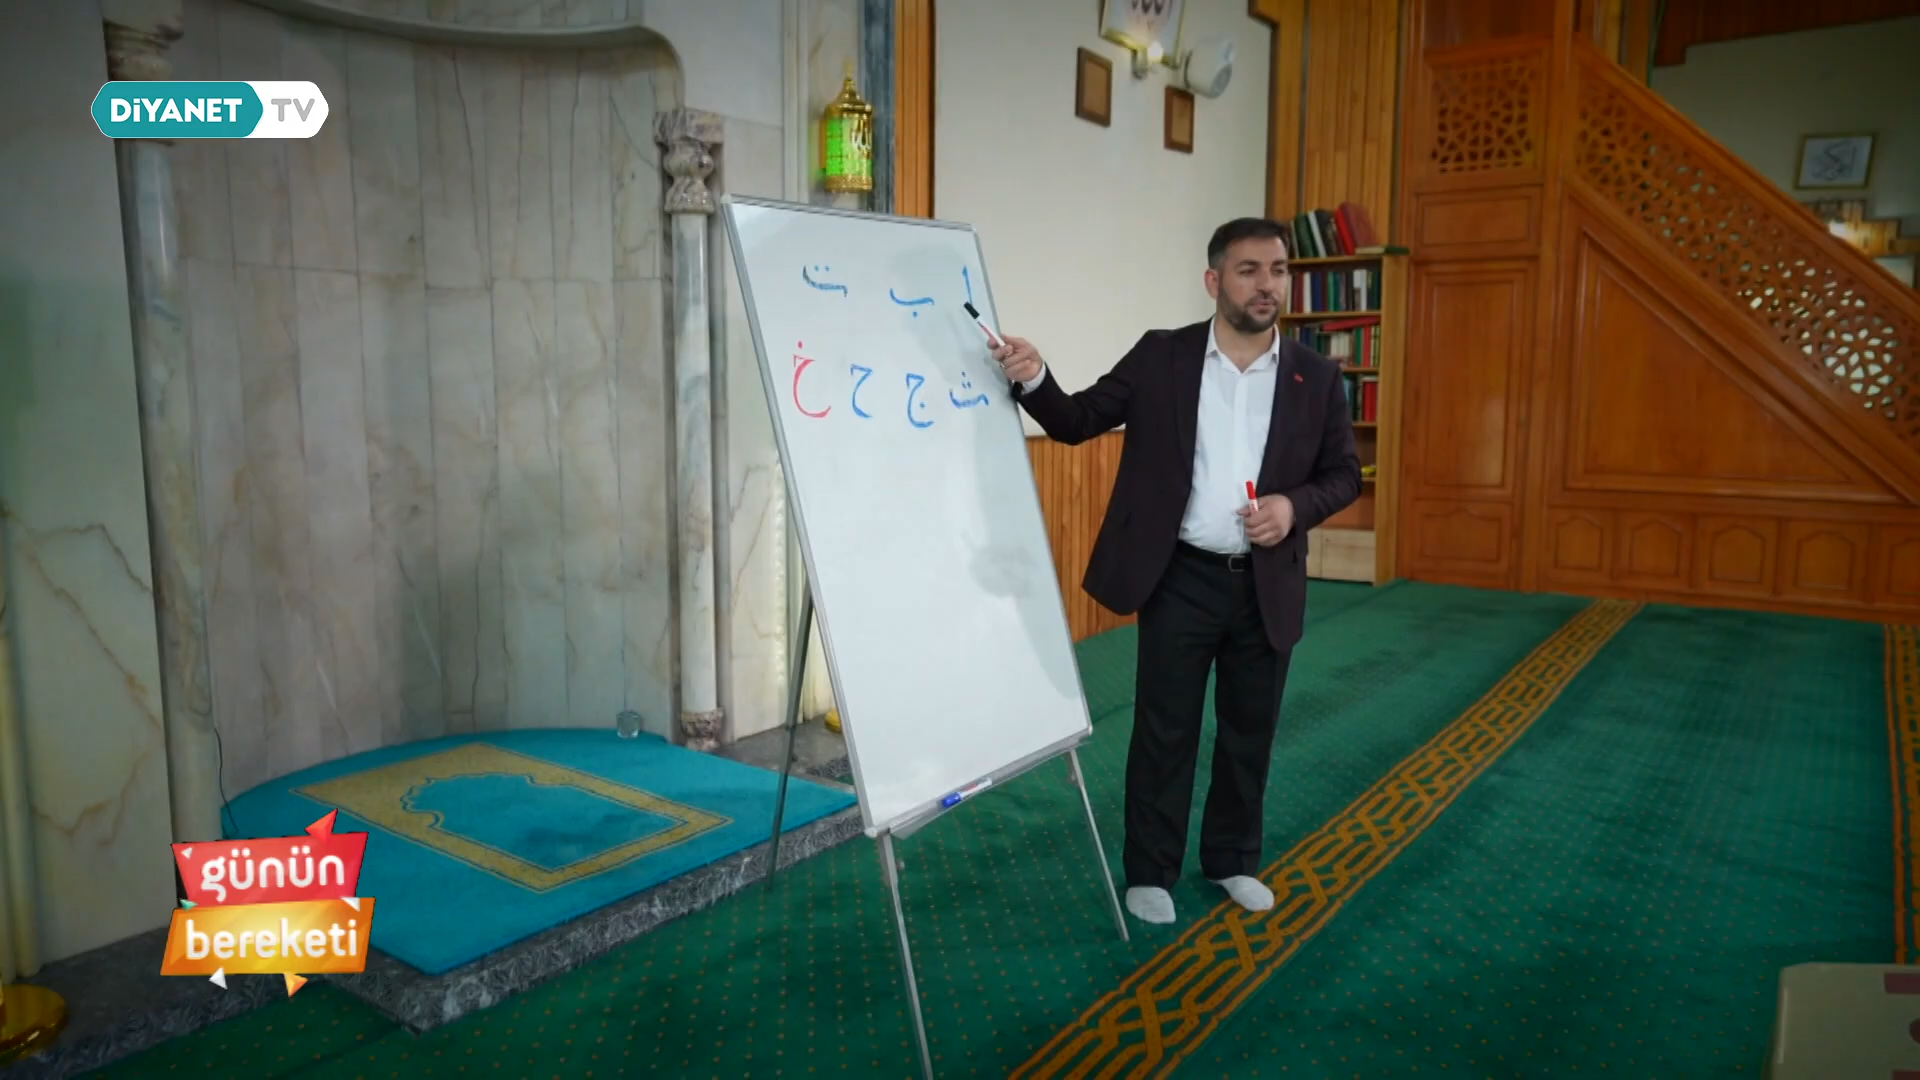 DİYANET TV
ا ب ت
ث ج ح خ
günün
bereketi